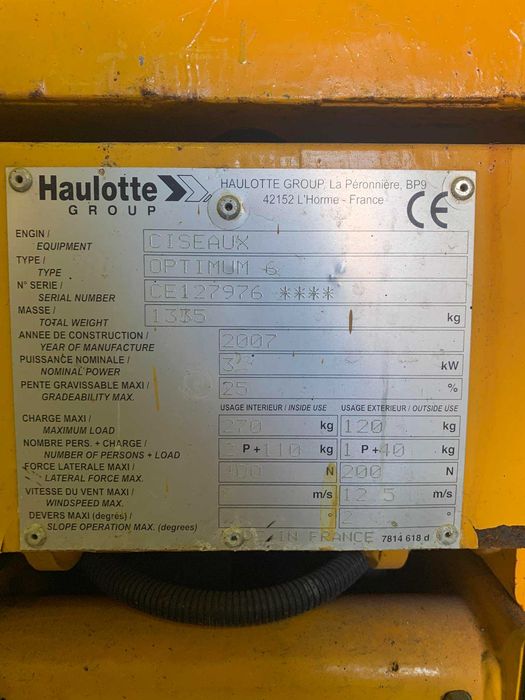 Haulotte GROUP
HAULOTTE GROUP, La Péronnière, BP9
42152 L'Horme - France
CE
ENGIN / EQUIPMENT CISEAUX
TYPE / TYPE OPTIMUM 6
N° SERIE / SERIAL NUMBER CE127976 ****
MASSE / TOTAL WEIGHT 1335 kg
ANNEE DE CONSTRUCTION / YEAR OF MANUFACTURE 2007
PUISSANCE NOMINALE / NOMINAL POWER 3 kW
PENTE GRAVISSABLE MAXI / GRADEABILITY MAX. 25 %
USAGE INTERIEUR / INSIDE USE USAGE EXTERIEUR / OUTSIDE USE
CHARGE MAXI / MAXIMUM LOAD 270 kg 120 kg
NOMBRE PERS. + CHARGE / NUMBER OF PERSONS + LOAD P + 110 kg 1 P + 40 kg
FORCE LATERALE MAXI / LATERAL FORCE MAX. N 200 N
VITESSE DU VENT MAXI / WINDSPEED MAX. m/s 12 5 m/s
DEVERS MAXI (degrés) / SLOPE OPERATION MAX. (degrees) ° °
IN FRANCE 7814 618 d